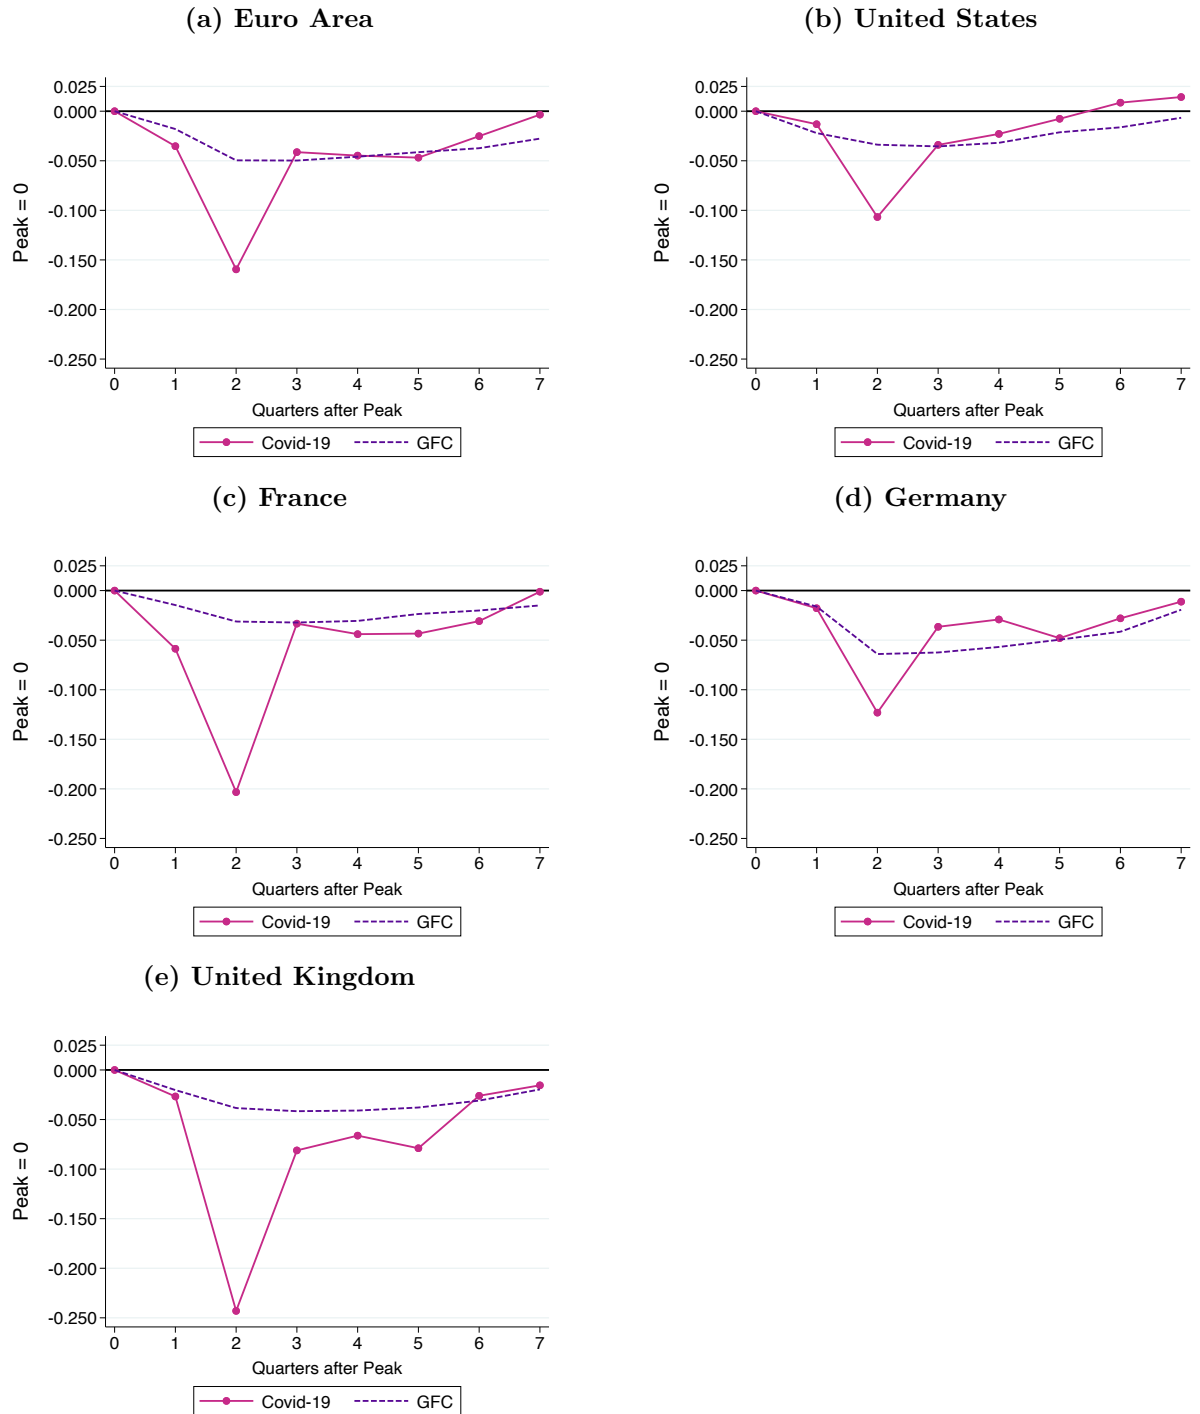 (a) Euro Area
0.025
0.000
-0.050
-0.100
-0.150
-0.200
-0.250
Peak = 0
0 1 2 3 4 5 6 7
Quarters after Peak
Covid-19 GFC
(b) United States
0.025
0.000
-0.050
-0.100
-0.150
-0.200
-0.250
Peak = 0
0 1 2 3 4 5 6 7
Quarters after Peak
Covid-19 GFC
(c) France
0.025
0.000
-0.050
-0.100
-0.150
-0.200
-0.250
Peak = 0
0 1 2 3 4 5 6 7
Quarters after Peak
Covid-19 GFC
(d) Germany
0.025
0.000
-0.050
-0.100
-0.150
-0.200
-0.250
Peak = 0
0 1 2 3 4 5 6 7
Quarters after Peak
Covid-19 GFC
(e) United Kingdom
0.025
0.000
-0.050
-0.100
-0.150
-0.200
-0.250
Peak = 0
0 1 2 3 4 5 6 7
Quarters after Peak
Covid-19 GFC